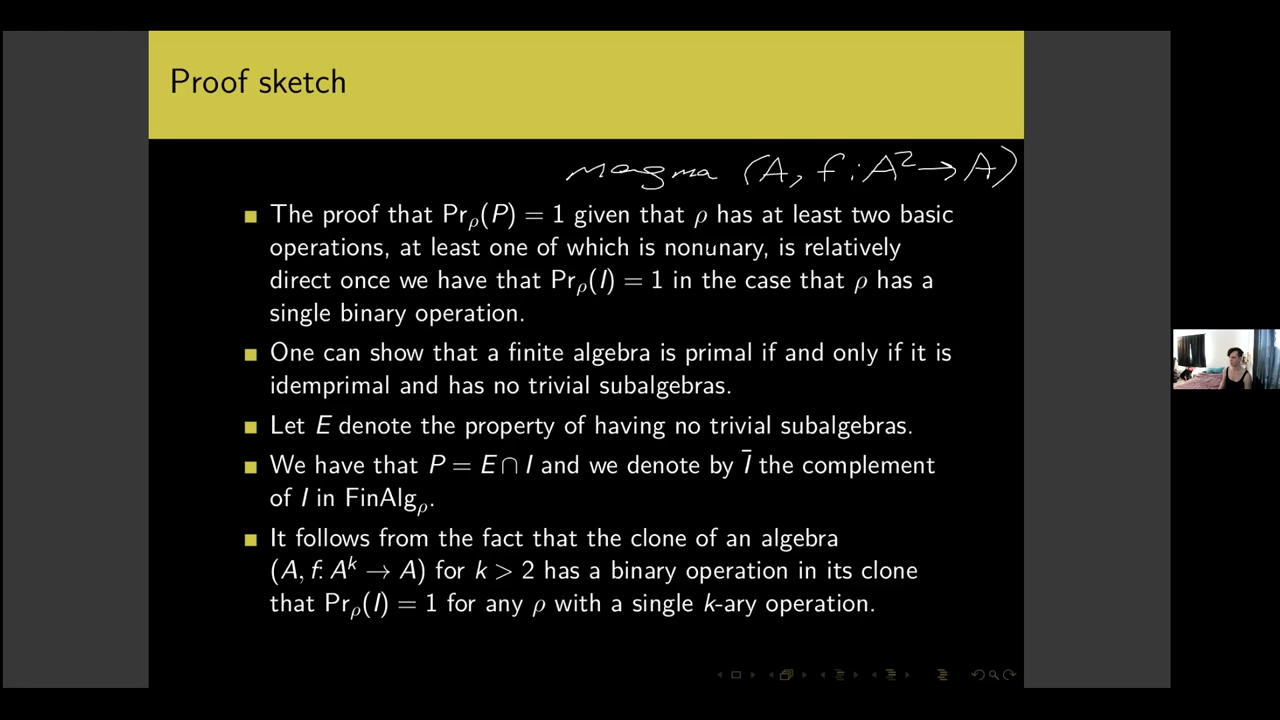 Proof sketch
magma (A, f: A² → A)
■ The proof that Prρ(P) = 1 given that ρ has at least two basic
operations, at least one of which is nonunary, is relatively
direct once we have that Prρ(I) = 1 in the case that ρ has a
single binary operation.
■ One can show that a finite algebra is primal if and only if it is
idemprimal and has no trivial subalgebras.
■ Let E denote the property of having no trivial subalgebras.
■ We have that P = E ∩ I and we denote by Ī the complement
of I in FinAlgρ.
■ It follows from the fact that the clone of an algebra
(A, f: Aᵏ → A) for k > 2 has a binary operation in its clone
that Prρ(I) = 1 for any ρ with a single k-ary operation.